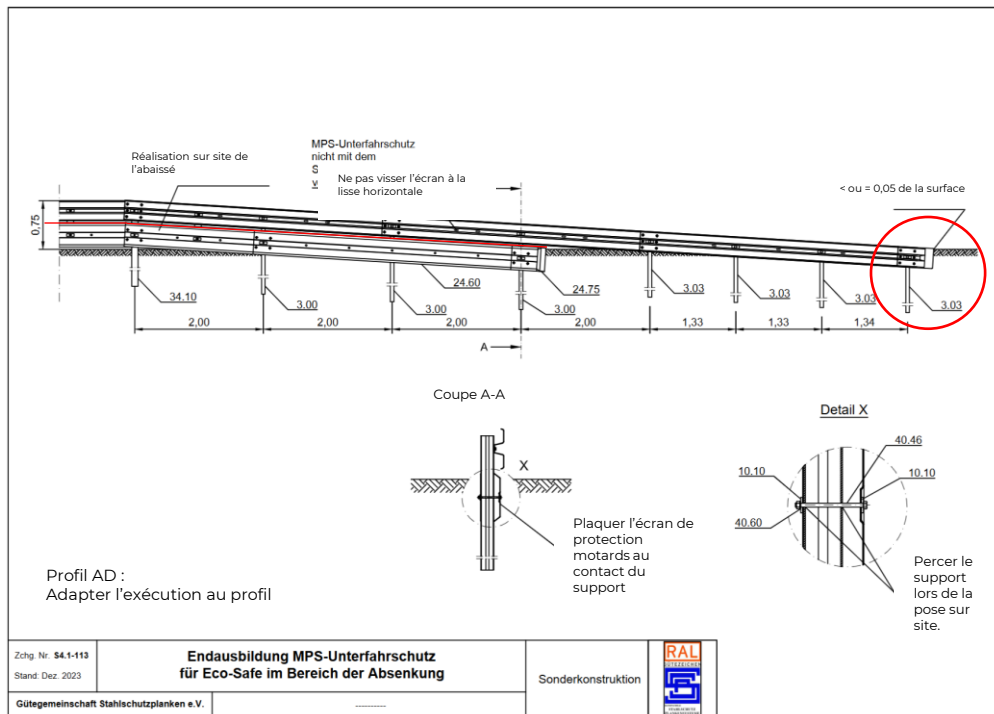 MPS-Unterfahrschutz
nicht mit dem
S
Réalisation sur site de
l'abaissé
Ne pas visser l'écran à la
lisse horizontale
< ou = 0,05 de la surface
0,75
34.10
3.00
3.00
24.60
3.00
24.75
3.03
3.03
3.03
3.03
2,00
2,00
2,00
2,00
1,33
1,33
1,34
A
Coupe A-A
X
Plaquer l'écran de
protection
motards au
contact du
support
Detail X
40.46
10.10
10.10
40.60
Percer le
support
lors de la
pose sur
site.
Profil AD :
Adapter l'exécution au profil
Zchg. Nr. S4.1-113
Stand: Dez. 2023
Endausbildung MPS-Unterfahrschutz
für Eco-Safe im Bereich der Absenkung
Sonderkonstruktion
RAL
GÜTEZEICHEN
Gütegemeinschaft Stahlschutzplanken e.V.
----------